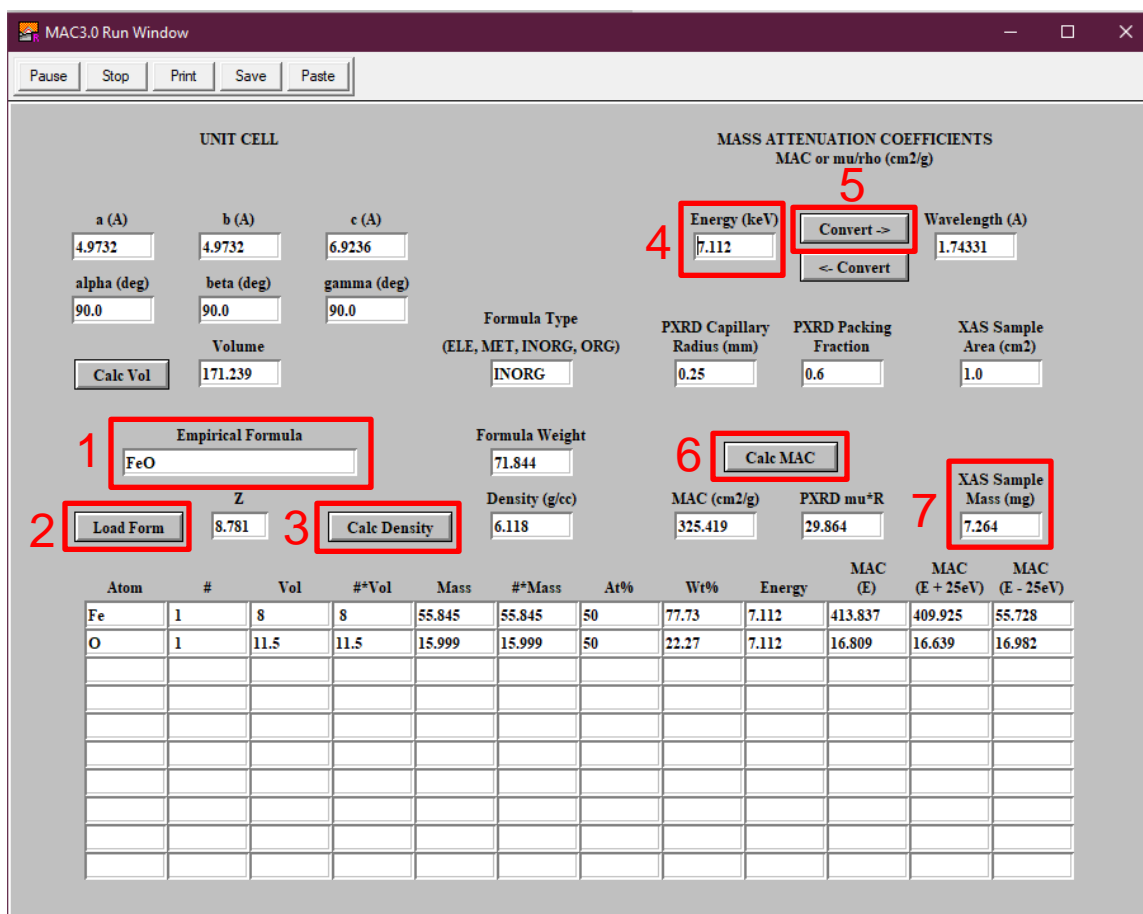 MAC3.0 Run Window
Pause Stop Print Save Paste
UNIT CELL
MASS ATTENUATION COEFFICIENTS
MAC or mu/rho (cm2/g)
5
a (A) b (A) c (A) Energy (keV) Convert -> Wavelength (A)
4.9732 4.9732 6.9236 4 7.112 1.74331
<- Convert
alpha (deg) beta (deg) gamma (deg)
90.0 90.0 90.0
Formula Type PXRD Capillary PXRD Packing XAS Sample
Volume (ELE, MET, INORG, ORG) Radius (mm) Fraction Area (cm2)
Calc Vol 171.239 INORG 0.25 0.6 1.0
1 Empirical Formula Formula Weight 6 Calc MAC
FeO 71.844
XAS Sample
Z Density (g/cc) MAC (cm2/g) PXRD mu*R 7 Mass (mg)
2 Load Form 8.781 3 Calc Density 6.118 325.419 29.864 7.264
MAC MAC MAC
Atom # Vol #*Vol Mass #*Mass At% Wt% Energy (E) (E + 25eV) (E - 25eV)
Fe 1 8 8 55.845 55.845 50 77.73 7.112 413.837 409.925 55.728
O 1 11.5 11.5 15.999 15.999 50 22.27 7.112 16.809 16.639 16.982